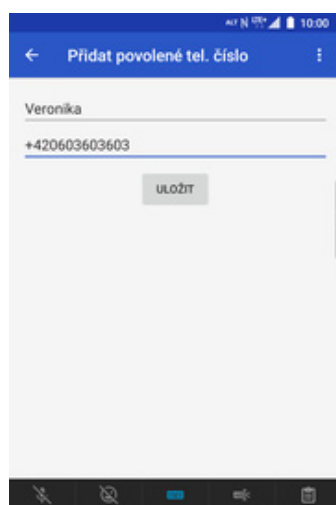 10:00
Přidat povolené tel. číslo
Veronika
+420603603603
ULOŽIT